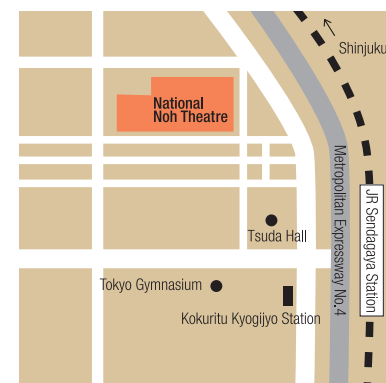 Shinjuku
National
Noh Theatre
Metropolitan Expressway No.4
JR Sendagaya Station
Tsuda Hall
Tokyo Gymnasium
Kokuritu Kyogijyo Station